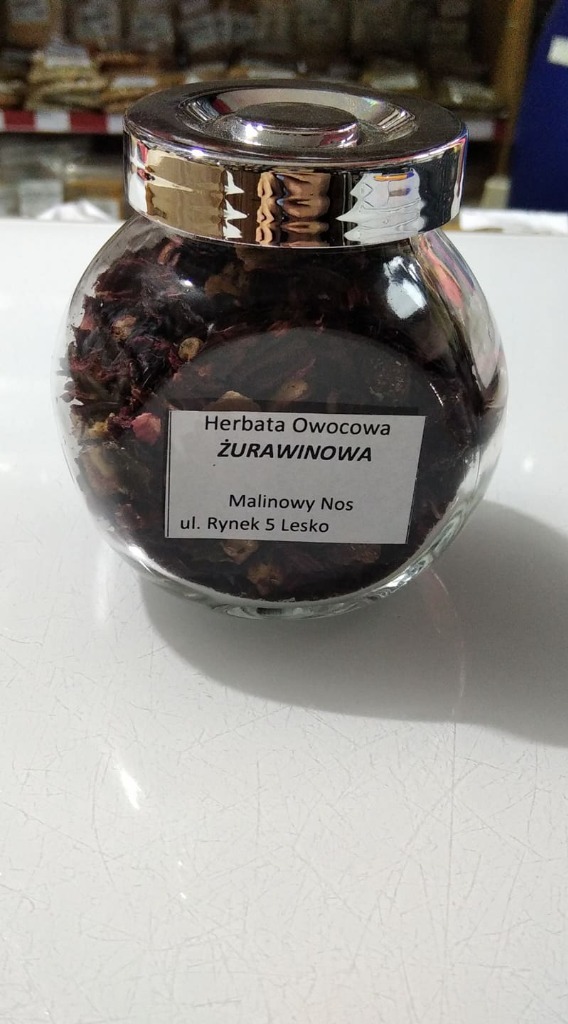 Herbata Owocowa
ŻURAWINOWA
Malinowy Nos
ul. Rynek 5 Lesko